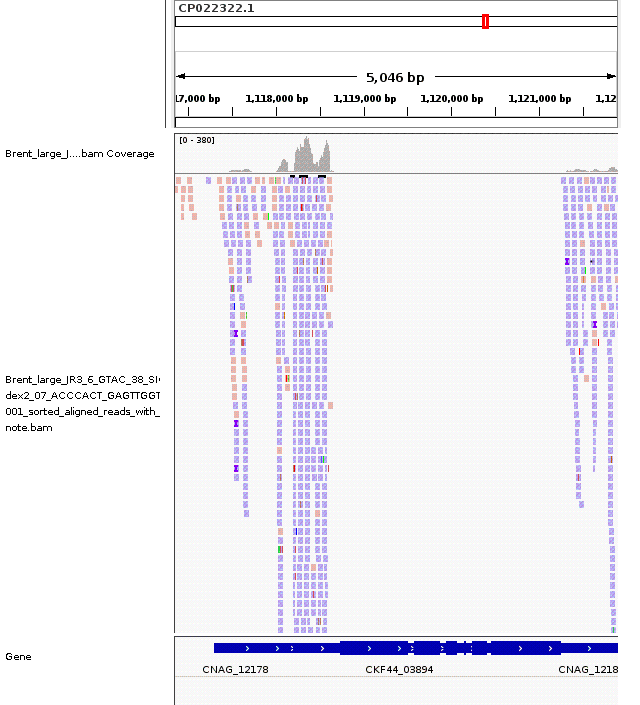 CP022322.1
5,046 bp
17,000 bp 1,118,000 bp 1,119,000 bp 1,120,000 bp 1,121,000 bp 1,12
[0 - 380]
Brent_large_J....bam Coverage
Brent_large_JR3_6_GTAC_38_SI
dex2_07_ACCCACT_GAGTTGGT
001_sorted_aligned_reads_with_
note.bam
Gene
CNAG_12178 CKF44_03894 CNAG_1218